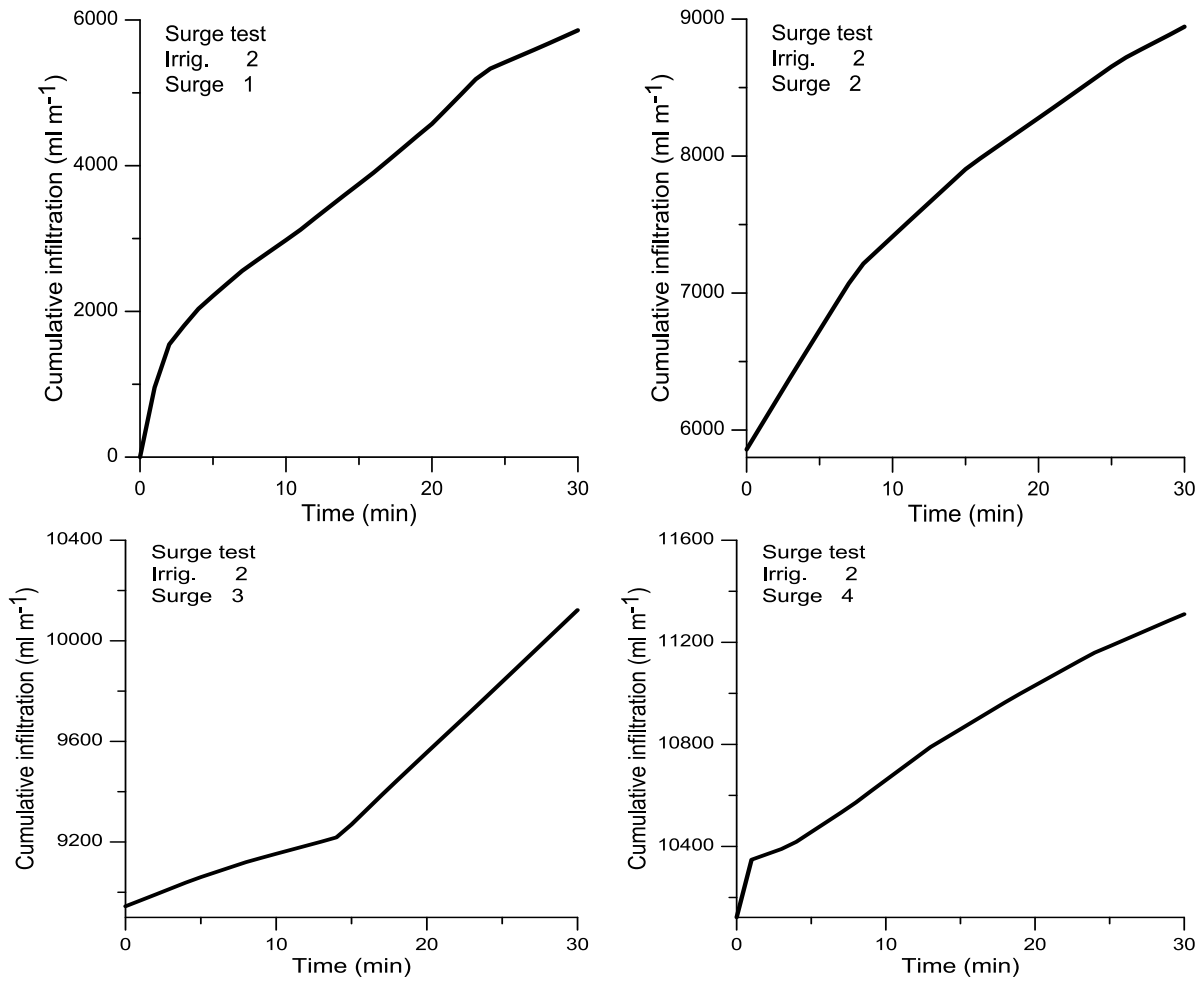 6000
4000
2000
0
Cumulative infiltration (ml m⁻¹)
Surge test
Irrig. 2
Surge 1
0 10 20 30
Time (min)
9000
8000
7000
6000
Cumulative infiltration (ml m⁻¹)
Surge test
Irrig. 2
Surge 2
0 10 20 30
Time (min)
10400
10000
9600
9200
Cumulative infiltration (ml m⁻¹)
Surge test
Irrig. 2
Surge 3
0 10 20 30
Time (min)
11600
11200
10800
10400
Cumulative infiltration (ml m⁻¹)
Surge test
Irrig. 2
Surge 4
0 10 20 30
Time (min)